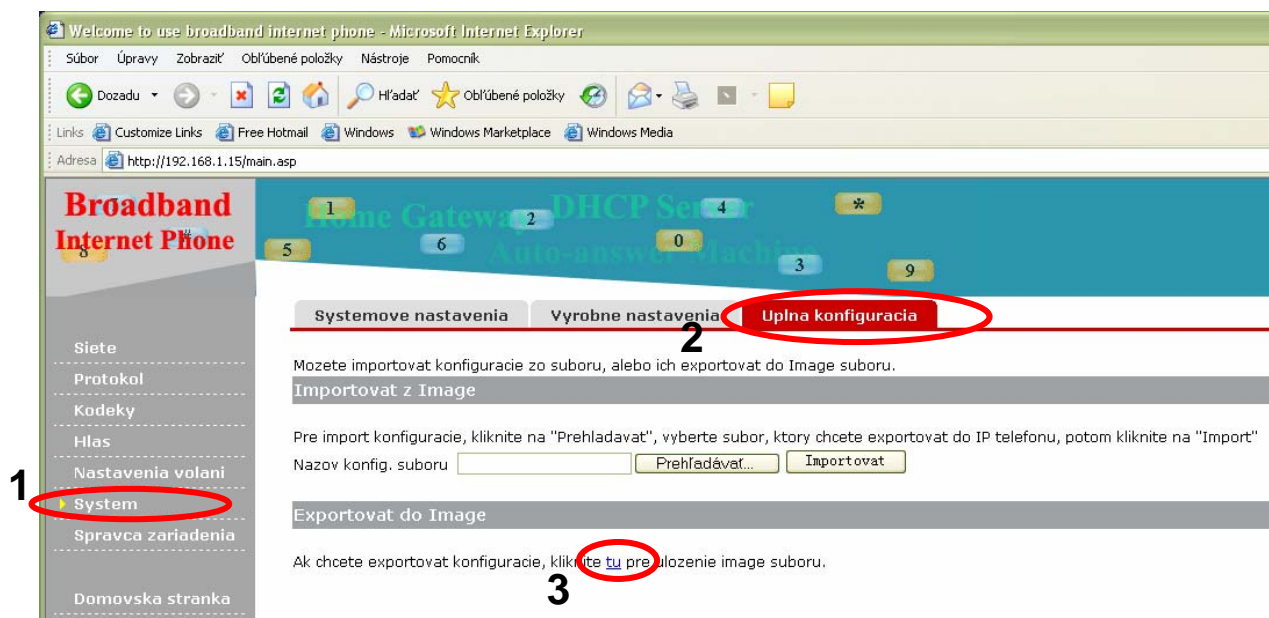 Welcome to use broadband internet phone - Microsoft Internet Explorer
Súbor Úpravy Zobraziť Obľúbené položky Nástroje Pomocník
Dozadu Hľadať Obľúbené položky
Links Customize Links Free Hotmail Windows Windows Marketplace Windows Media
Adresa http://192.168.1.15/main.asp
Broadband
Internet Phone
8 #
1 2 4 *
5 6 0 3 9
Home Gateway DHCP Server
Auto-answer Machine
Systemove nastavenia Vyrobne nastavenia Uplna konfiguracia
2
Siete
Protokol
Kodeky
Hlas
Nastavenia volani
1
System
Spravca zariadenia
Domovska stranka
Mozete importovat konfiguracie zo suboru, alebo ich exportovat do Image suboru.
Importovat z Image
Pre import konfiguracie, kliknite na "Prehladavat", vyberte subor, ktory chcete exportovat do IP telefonu, potom kliknite na "Import"
Nazov konfig. suboru Prehľadávať... Importovat
Exportovat do Image
Ak chcete exportovat konfiguracie, kliknite tu pre ulozenie image suboru.
3